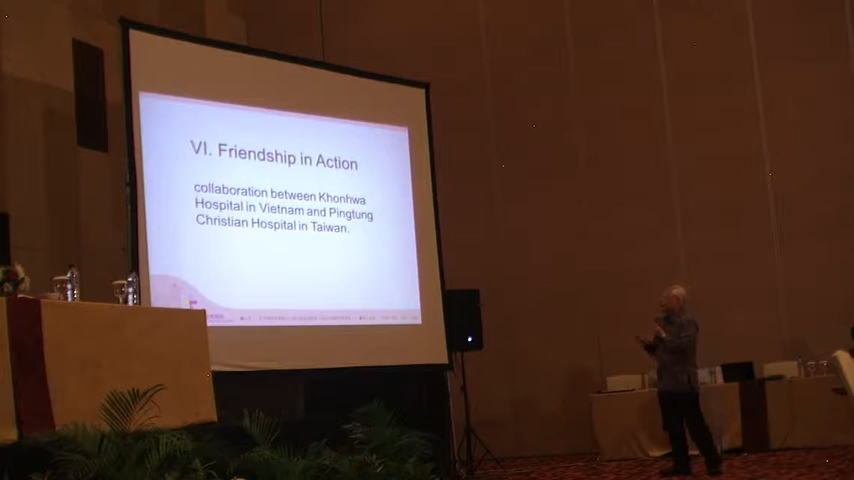 VI. Friendship in Action
collaboration between Khonhwa
Hospital in Vietnam and Pingtung
Christian Hospital in Taiwan.